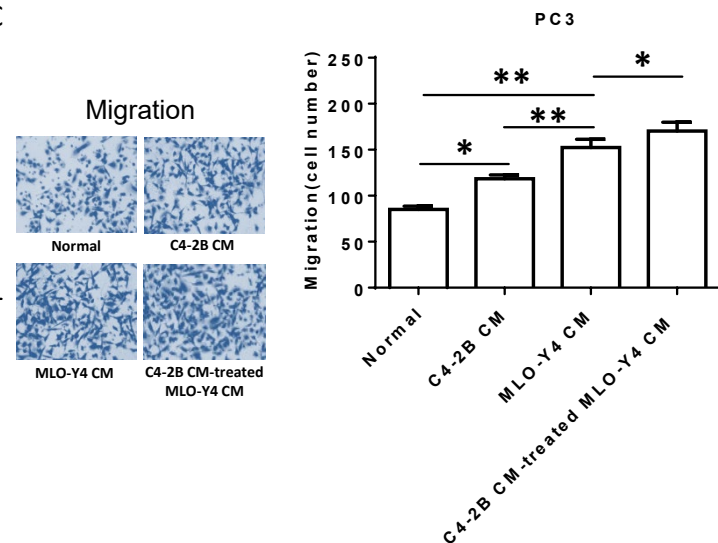 C
Migration
Normal
C4-2B CM
MLO-Y4 CM
C4-2B CM-treated
MLO-Y4 CM
PC3
Migration(cell number)
250
200
150
100
50
0
**
*
**
*
Normal
C4-2B CM
MLO-Y4 CM
C4-2B CM-treated MLO-Y4 CM